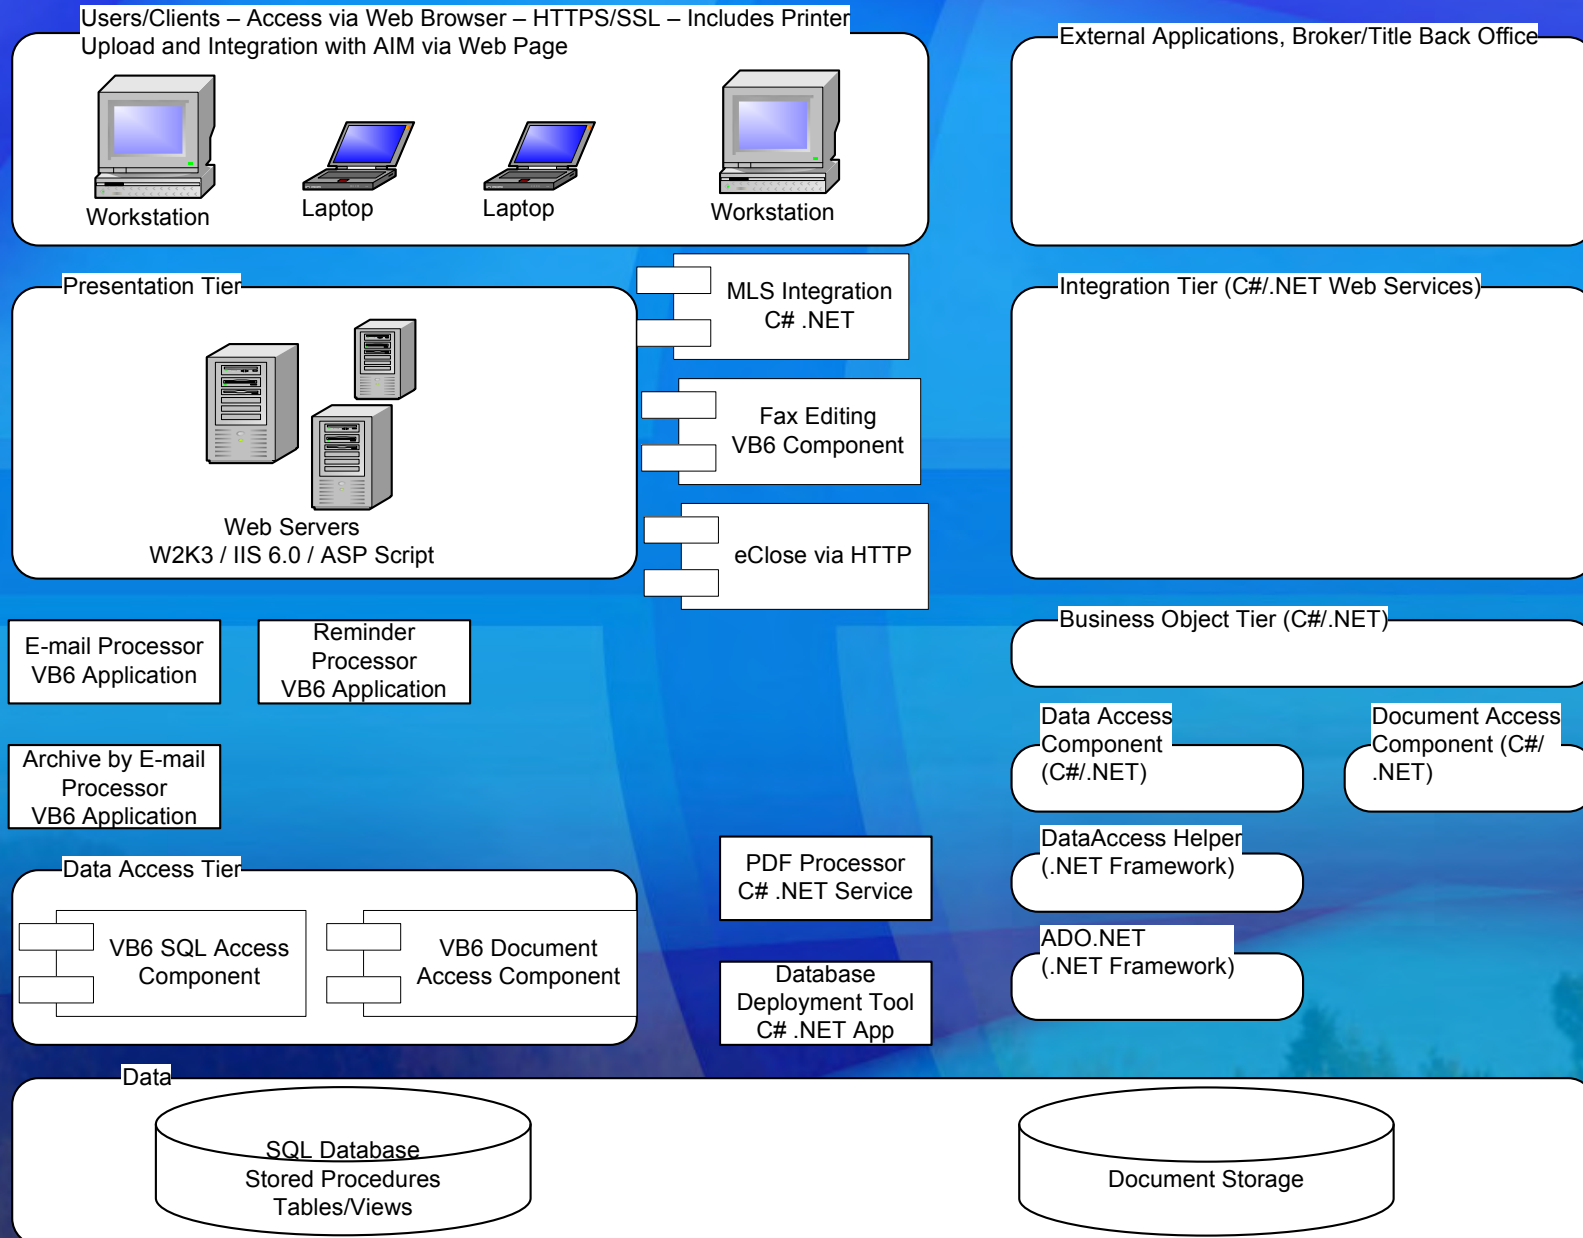 Users/Clients – Access via Web Browser – HTTPS/SSL – Includes Printer
Upload and Integration with AIM via Web Page
Workstation
Laptop
Laptop
Workstation
External Applications, Broker/Title Back Office
Presentation Tier
Web Servers
W2K3 / IIS 6.0 / ASP Script
MLS Integration
C# .NET
Fax Editing
VB6 Component
eClose via HTTP
Integration Tier (C#/.NET Web Services)
E-mail Processor
VB6 Application
Reminder
Processor
VB6 Application
Archive by E-mail
Processor
VB6 Application
Business Object Tier (C#/.NET)
Data Access
Component
(C#/.NET)
Document Access
Component (C#/
.NET)
DataAccess Helper
(.NET Framework)
ADO.NET
(.NET Framework)
PDF Processor
C# .NET Service
Database
Deployment Tool
C# .NET App
Data Access Tier
VB6 SQL Access
Component
VB6 Document
Access Component
Data
SQL Database
Stored Procedures
Tables/Views
Document Storage